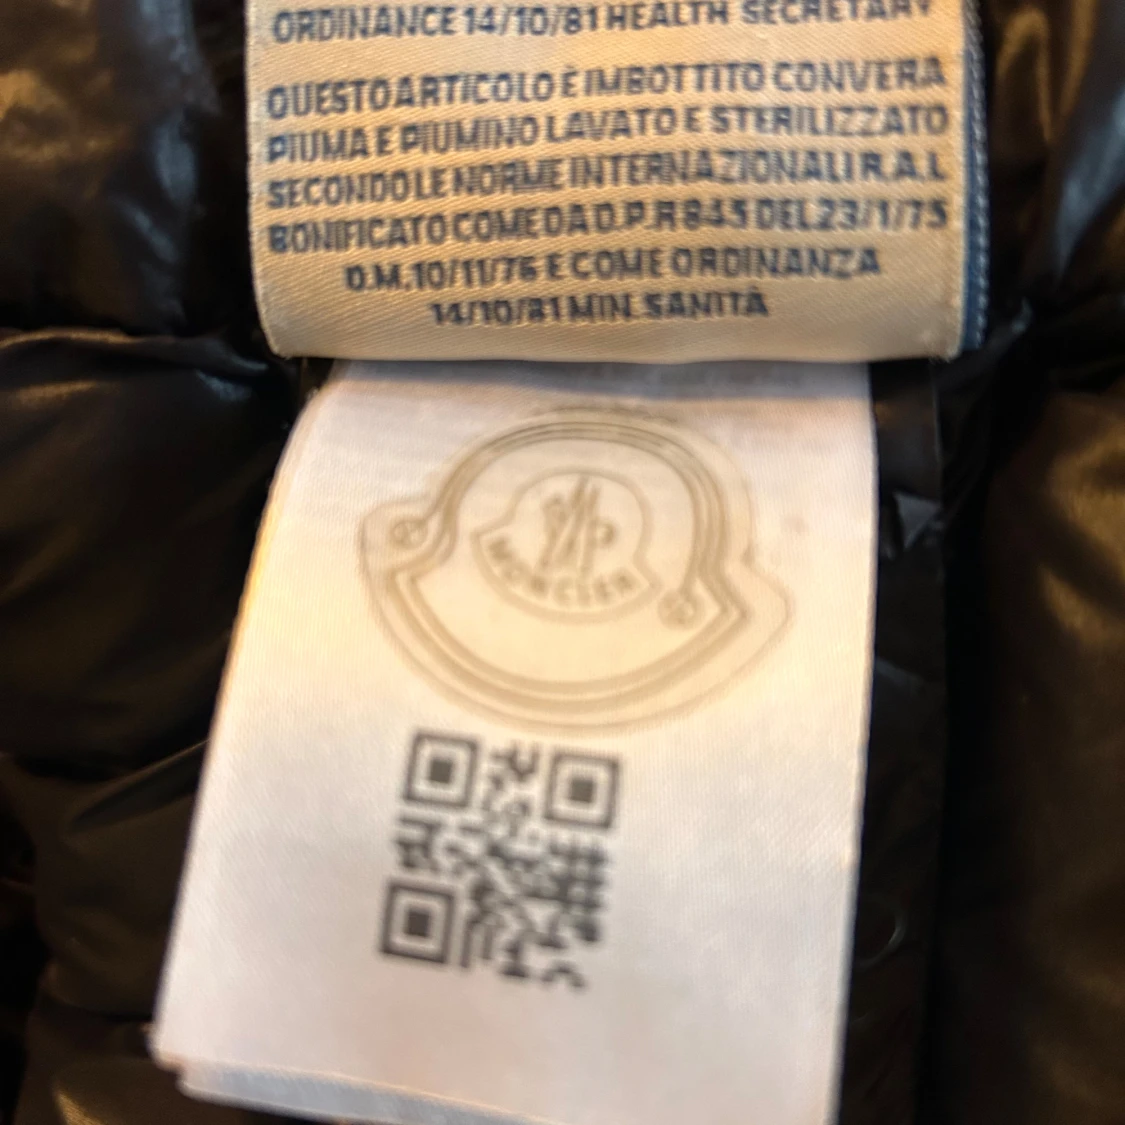 ORDINANCE 14/10/81 HEALTH SECRETARY
QUESTO ARTICOLO È IMBOTTITO CON VERA
PIUMA E PIUMINO LAVATO E STERILIZZATO
SECONDO LE NORME INTERNAZIONALI R.A.L
BONIFICATO COME DA D.P.R 845 DEL 23/1/75
D.M. 10/11/76 E COME ORDINANZA
14/10/81 MIN. SANITÀ
MONCLER